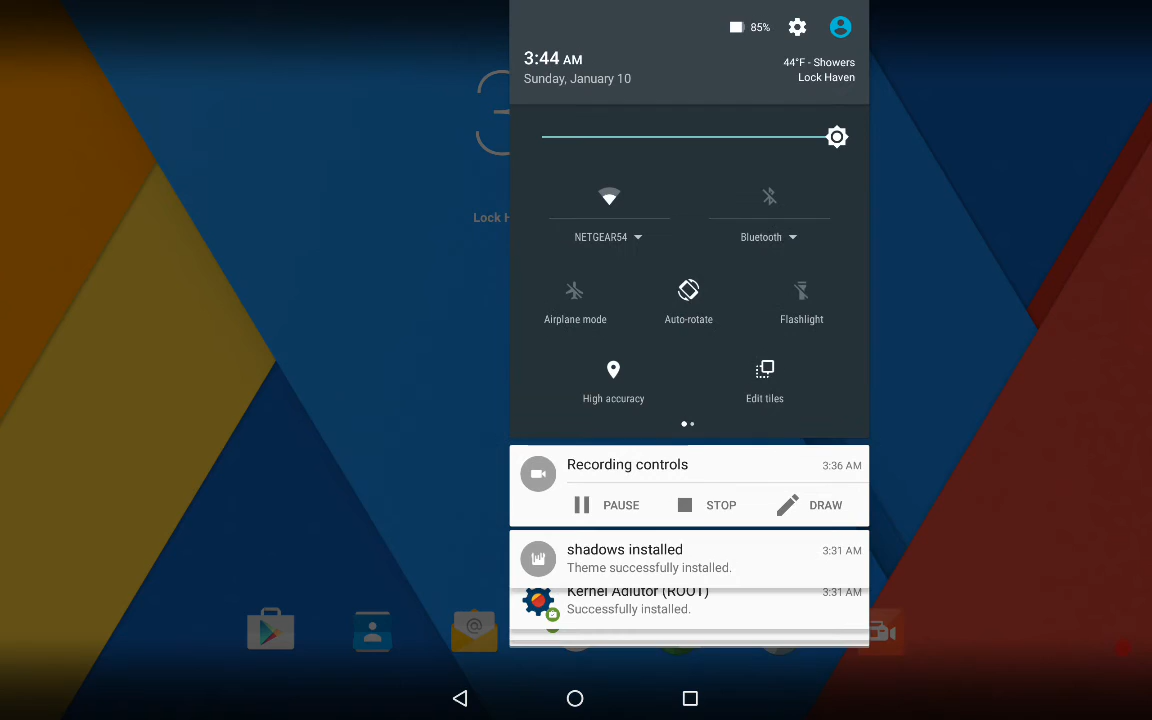 85%
3:44 AM
Sunday, January 10
44°F - Showers
Lock Haven
Lock H
NETGEAR54
Bluetooth
Airplane mode
Auto-rotate
Flashlight
High accuracy
Edit tiles
Recording controls
3:36 AM
PAUSE
STOP
DRAW
shadows installed
3:31 AM
Theme successfully installed.
Kernel Adiutor (ROOT)
3:31 AM
Successfully installed.